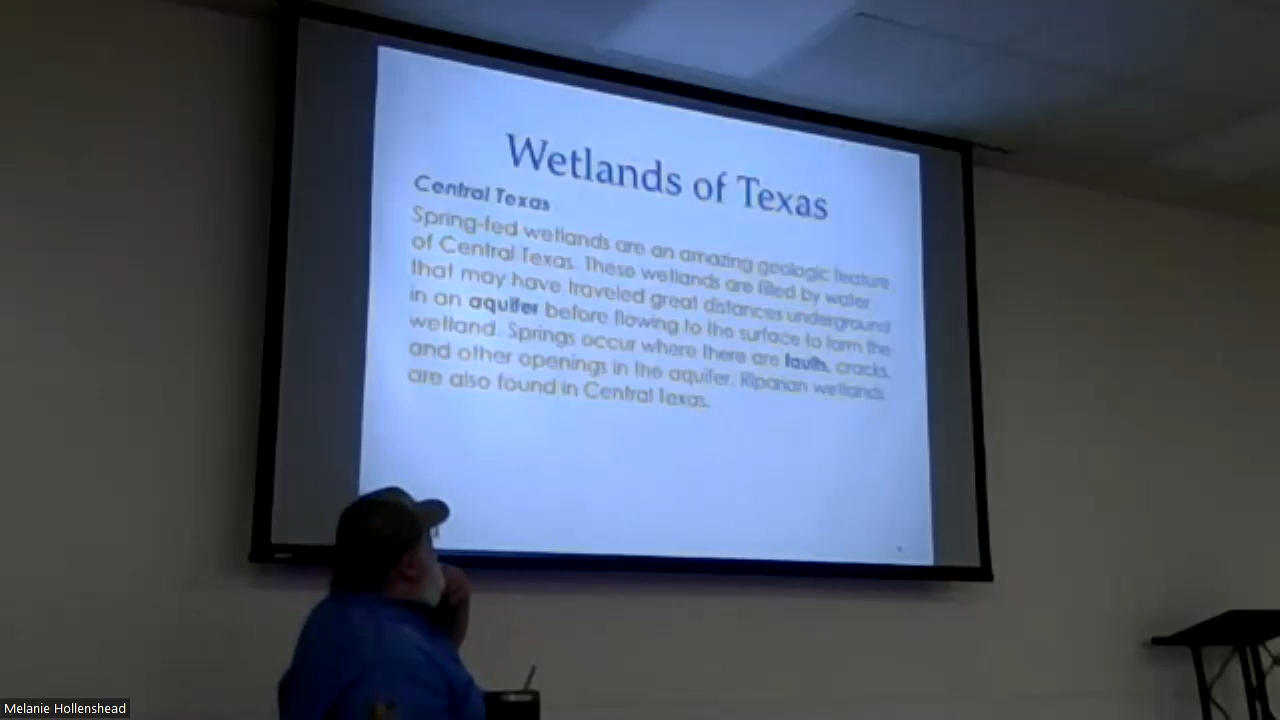 Wetlands of Texas
Central Texas
Spring-fed wetlands are an amazing geologic feature
of Central Texas. These wetlands are filled by water
that may have traveled great distances underground
in an aquifer before flowing to the surface to form the
wetland. Springs occur where there are faults, cracks,
and other openings in the aquifer. Riparian wetlands
are also found in Central Texas.
Melanie Hollenshead